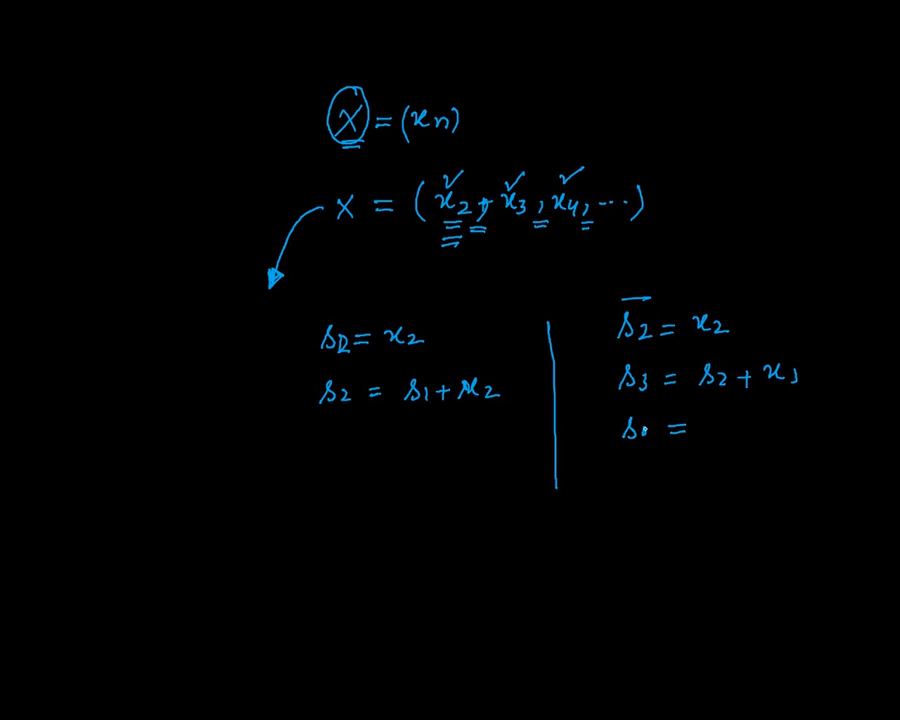 X = (xn)
X = (x2, x3, x4, ...)
s2 = x2
s2 = s1 + x2
s2 = x2
s3 = s2 + x3
s =